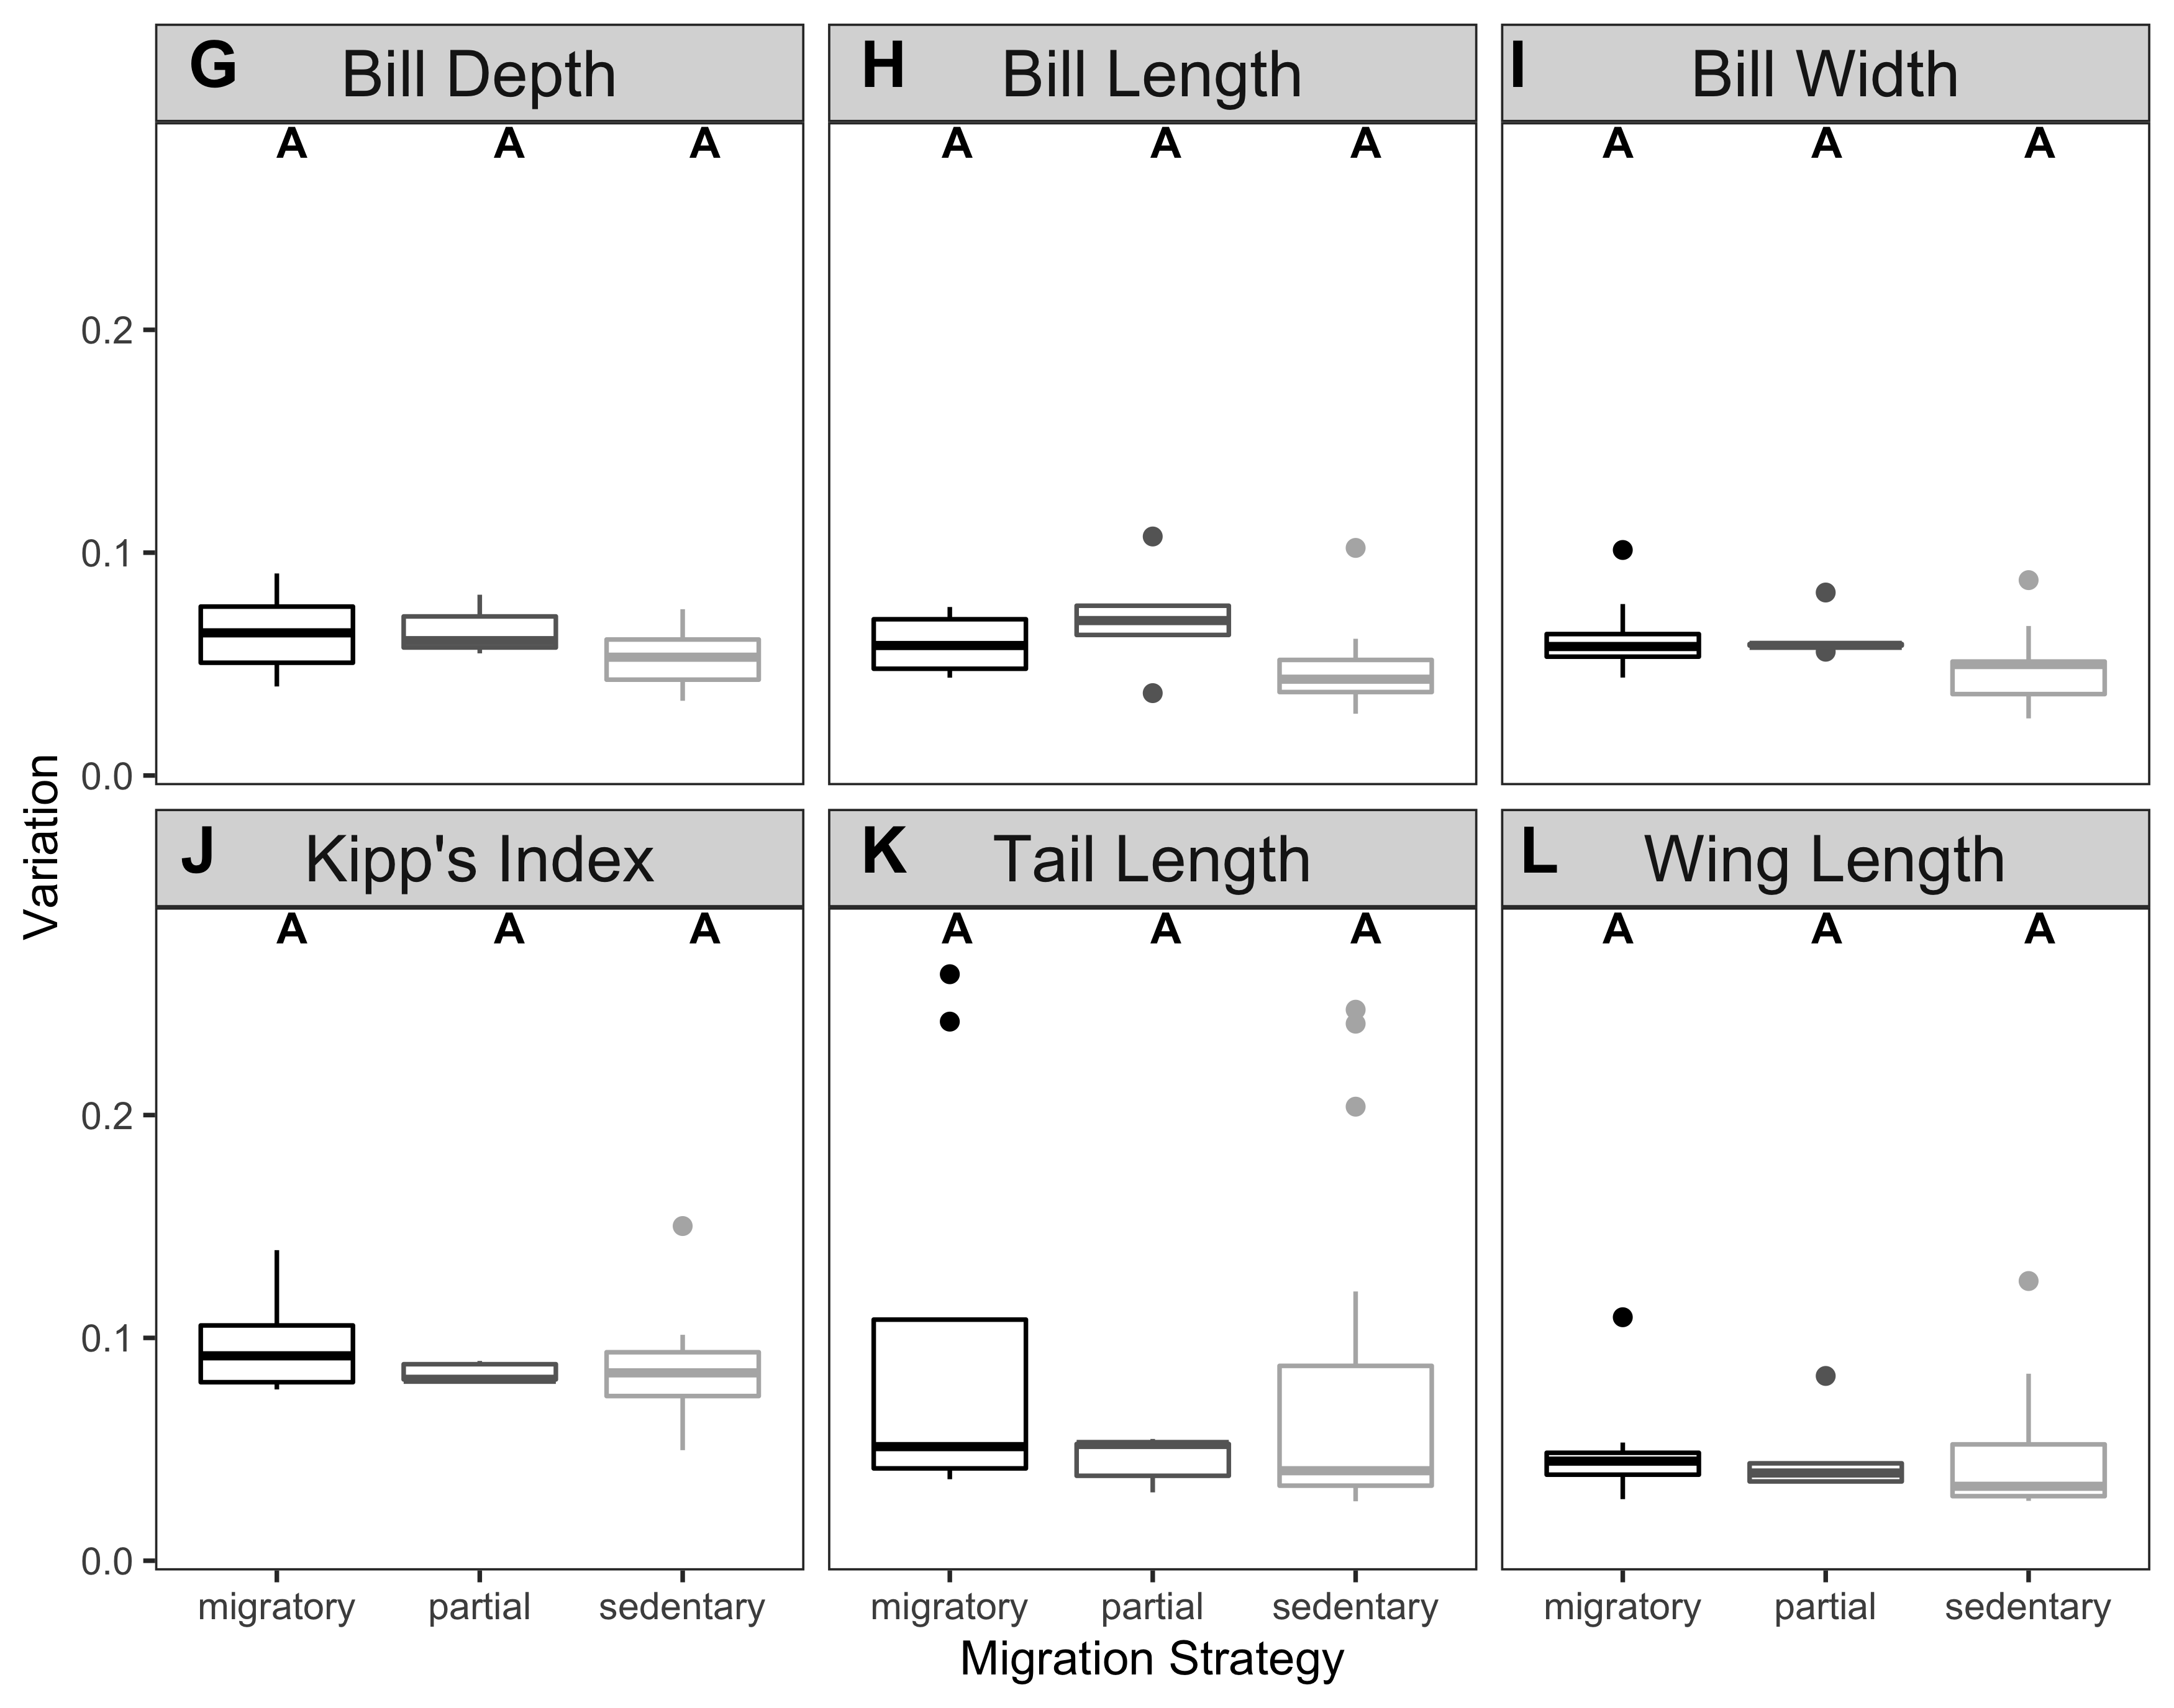 G Bill Depth
H Bill Length
I Bill Width
A A A
A A A
A A A
0.2
0.1
0.0
Variation
J Kipp's Index
K Tail Length
L Wing Length
A A A
A A A
A A A
0.2
0.1
0.0
migratory partial sedentary
migratory partial sedentary
migratory partial sedentary
Migration Strategy